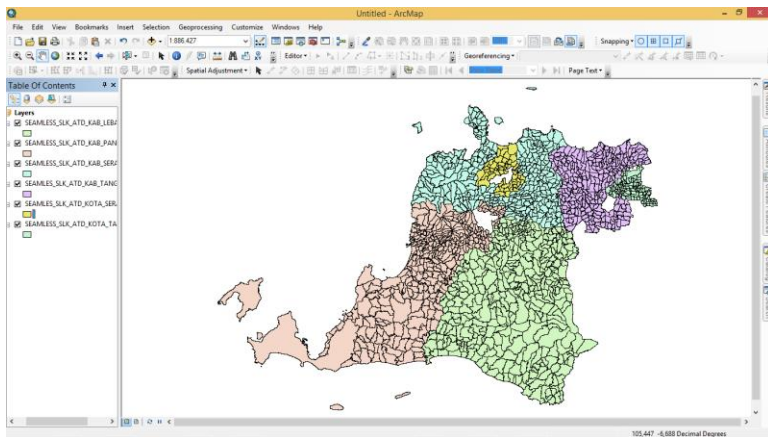 Untitled - ArcMap
File Edit View Bookmarks Insert Selection Geoprocessing Customize Windows Help
1:886.427
Snapping
Editor
Georeferencing
Spatial Adjustment
Page Text
Table Of Contents
Layers
SEAMLESS_SLK_ATD_KAB_LEBA
SEAMLESS_SLK_ATD_KAB_PAN
SEAMLESS_SLK_ATD_KAB_SERA
SEAMLES_SLK_ATD_KAB_TANG
SEAMLESS_SLK_ATD_KOTA_SER
SEAMLESS_SLK_ATD_KOTA_TA
105,447 -6,688 Decimal Degrees